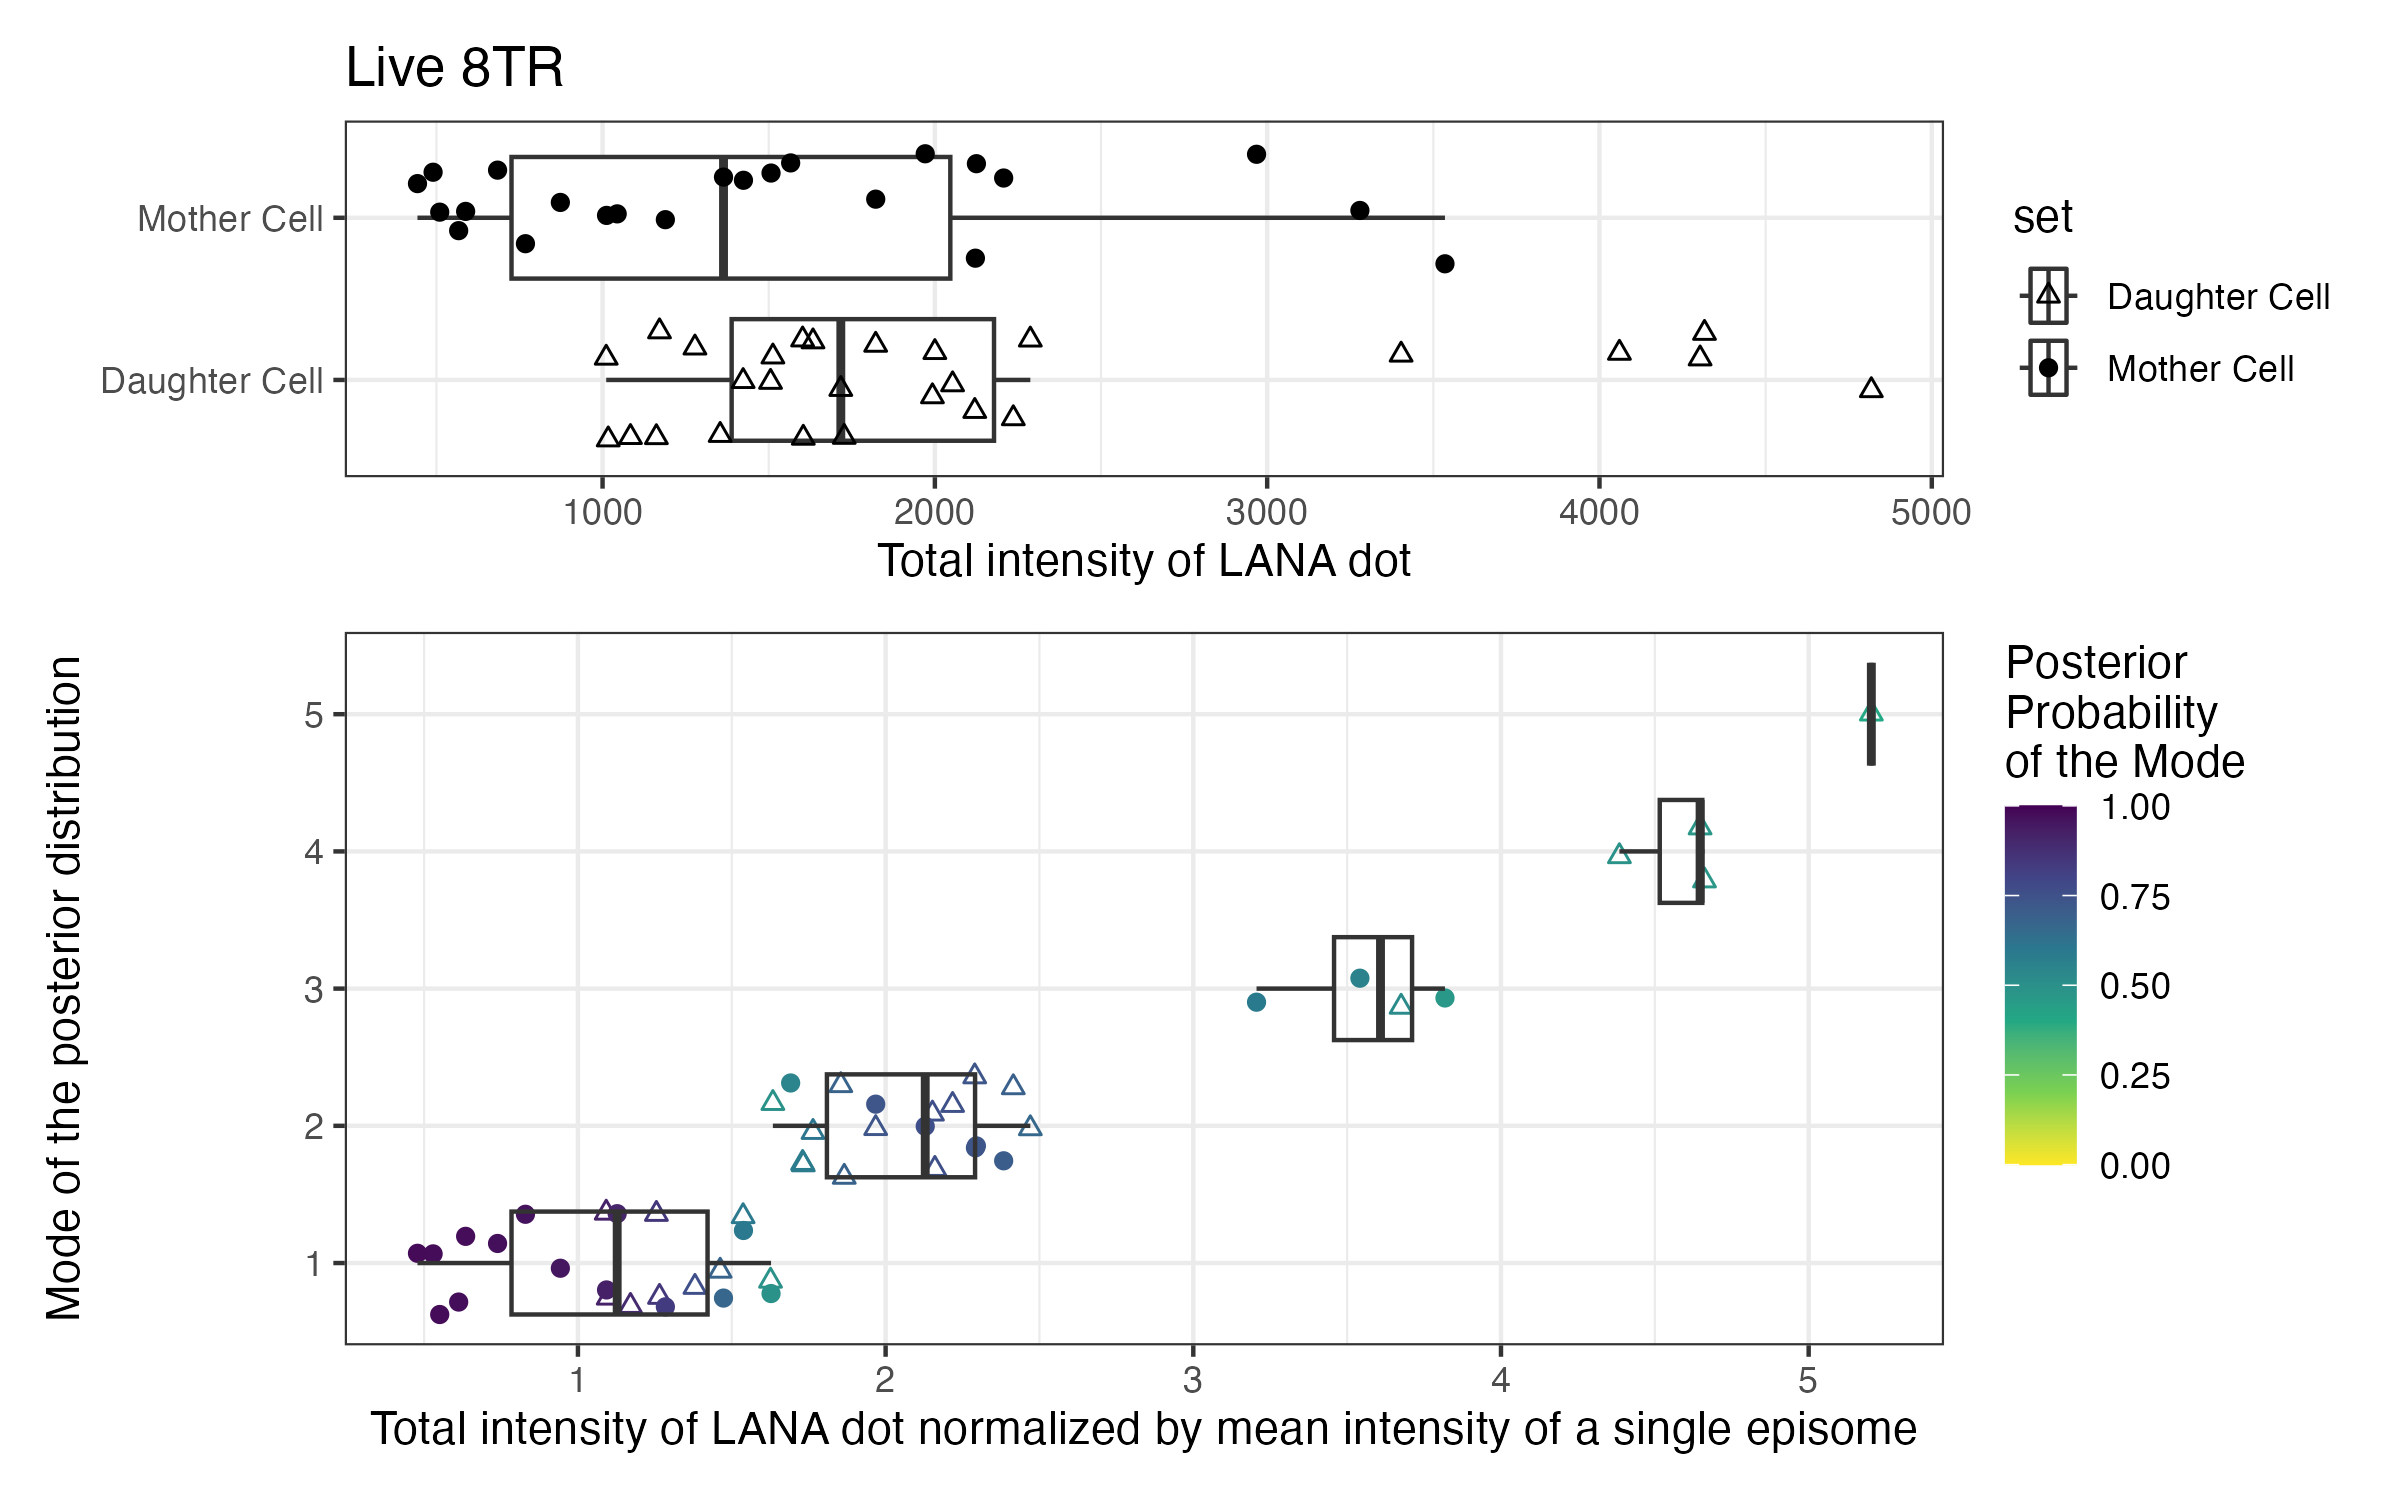 Live 8TR
Mother Cell
Daughter Cell
1000 2000 3000 4000 5000
Total intensity of LANA dot
set
Daughter Cell
Mother Cell
Mode of the posterior distribution
5
4
3
2
1
1 2 3 4 5
Total intensity of LANA dot normalized by mean intensity of a single episome
Posterior
Probability
of the Mode
1.00
0.75
0.50
0.25
0.00